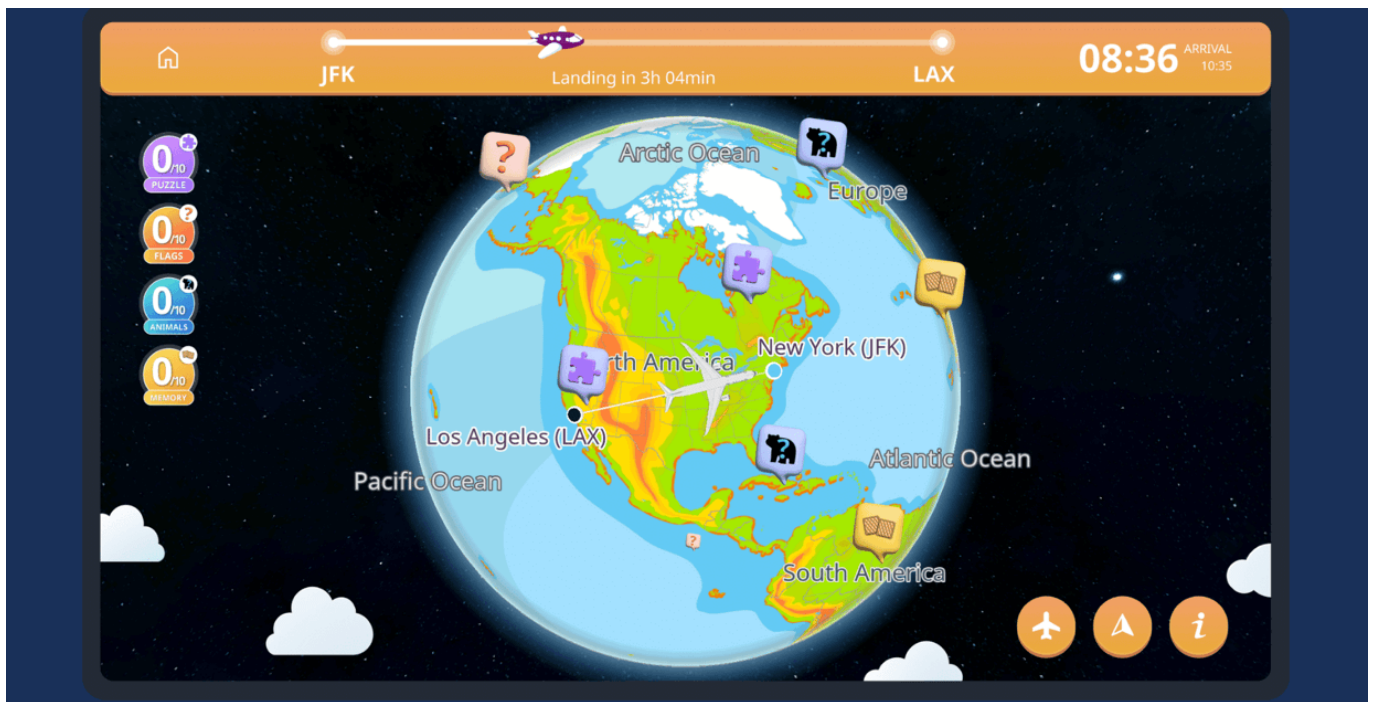 JFK
Landing in 3h 04min
LAX
08:36
ARRIVAL
10:35
0/10
PUZZLE
?
0/10
FLAGS
0/10
ANIMALS
0/10
MEMORY
?
Arctic Ocean
?
Europe
rth America
New York (JFK)
Los Angeles (LAX)
?
Atlantic Ocean
Pacific Ocean
?
South America
i